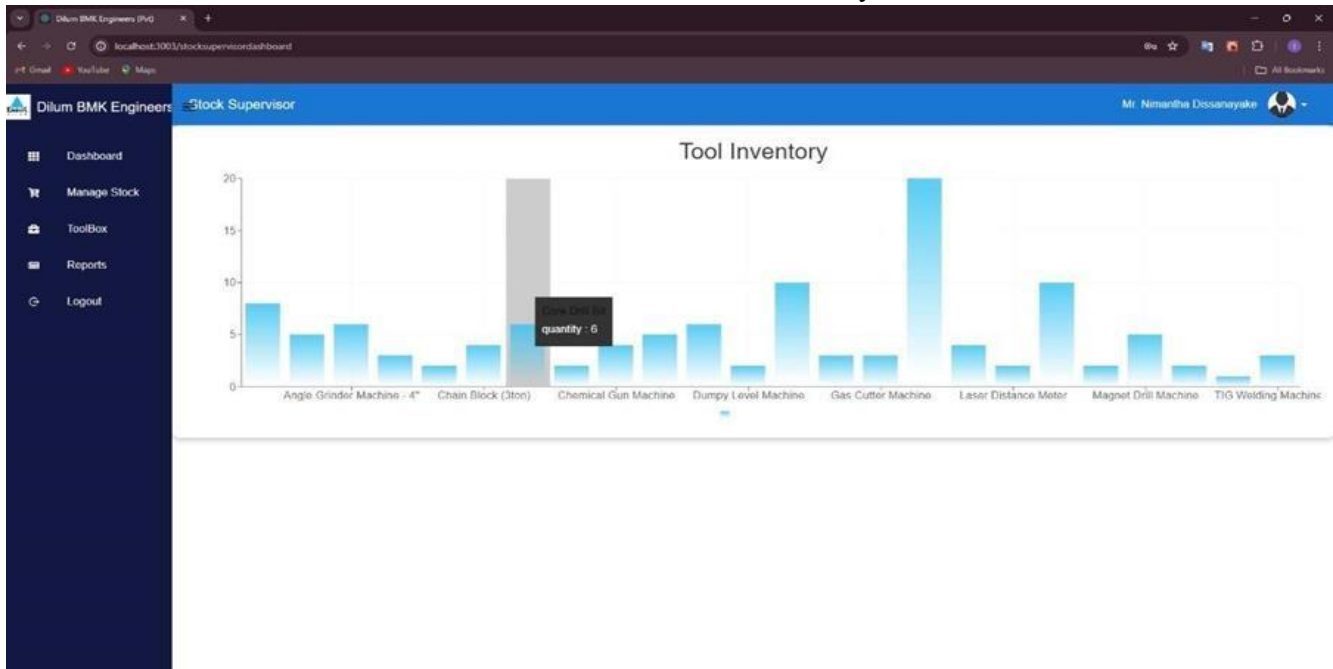 Dilum BMK Engineers (Pvt)
localhost:3003/stocksupervisordashboard
Gmail YouTube Maps All Bookmarks
Dilum BMK Engineers
Stock Supervisor
Mr. Nimantha Dissanayake
Dashboard
Manage Stock
ToolBox
Reports
Logout
Tool Inventory
20
15
10
5
0
Core Drill Bit
quantity : 6
Angle Grinder Machine - 4"
Chain Block (3ton)
Chemical Gun Machine
Dumpy Level Machine
Gas Cutter Machine
Laser Distance Meter
Magnet Drill Machine
TIG Welding Machine